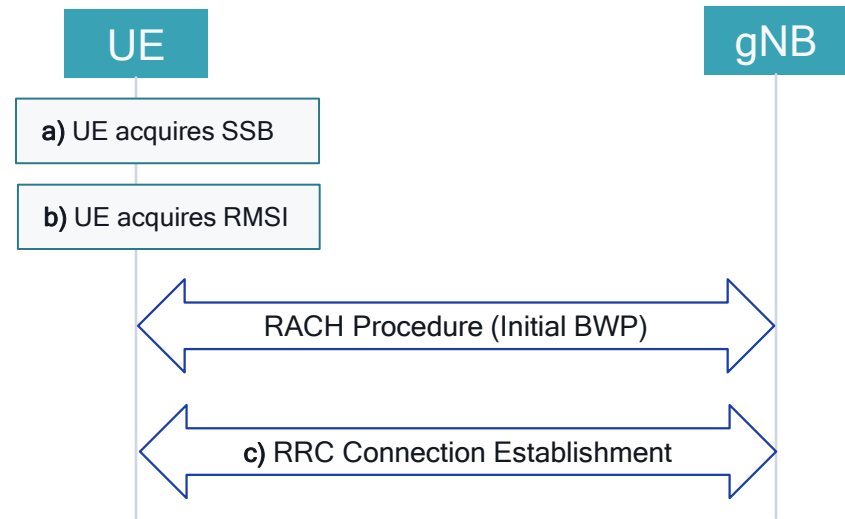 UE
gNB
a) UE acquires SSB
b) UE acquires RMSI
RACH Procedure (Initial BWP)
c) RRC Connection Establishment